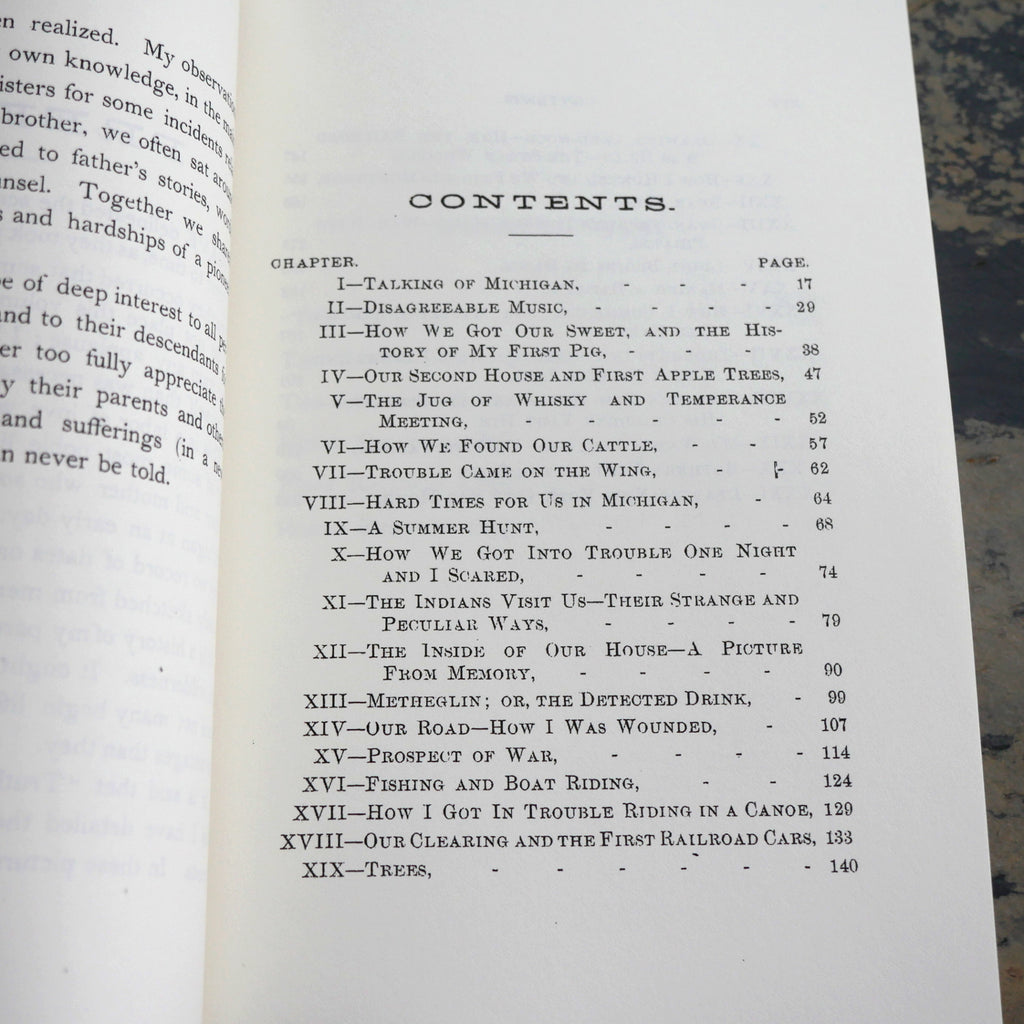 en realized. My
own knowledge, in the
for some incidents
brother, we often sat
ed to father's stories,
Together we
and hardships of a
e of deep interest to all
nd to their descendants
er too fully appreciate
y their parents and
and sufferings (in a
n never be told.
CONTENTS.
CHAPTER. PAGE.
I—Talking of Michigan, - - - - 17
II—Disagreeable Music, - - - - 29
III—How We Got Our Sweet, and the His-
tory of My First Pig, - - - 38
IV—Our Second House and First Apple Trees, 47
V—The Jug of Whisky and Temperance
Meeting, - - - - - 52
VI—How We Found Our Cattle, - - 57
VII—Trouble Came on the Wing, - - 62
VIII—Hard Times for Us in Michigan, - 64
IX—A Summer Hunt, - - - - 68
X—How We Got Into Trouble One Night
and I Scared, - - - - 74
XI—The Indians Visit Us—Their Strange and
Peculiar Ways, - - - - 79
XII—The Inside of Our House—A Picture
From Memory, - - - - 90
XIII—Metheglin; or, the Detected Drink, - 99
XIV—Our Road—How I Was Wounded, - 107
XV—Prospect of War, - - - - 114
XVI—Fishing and Boat Riding, - - 124
XVII—How I Got In Trouble Riding in a Canoe, 129
XVIII—Our Clearing and the First Railroad Cars, 133
XIX—Trees, - - - - - - 140